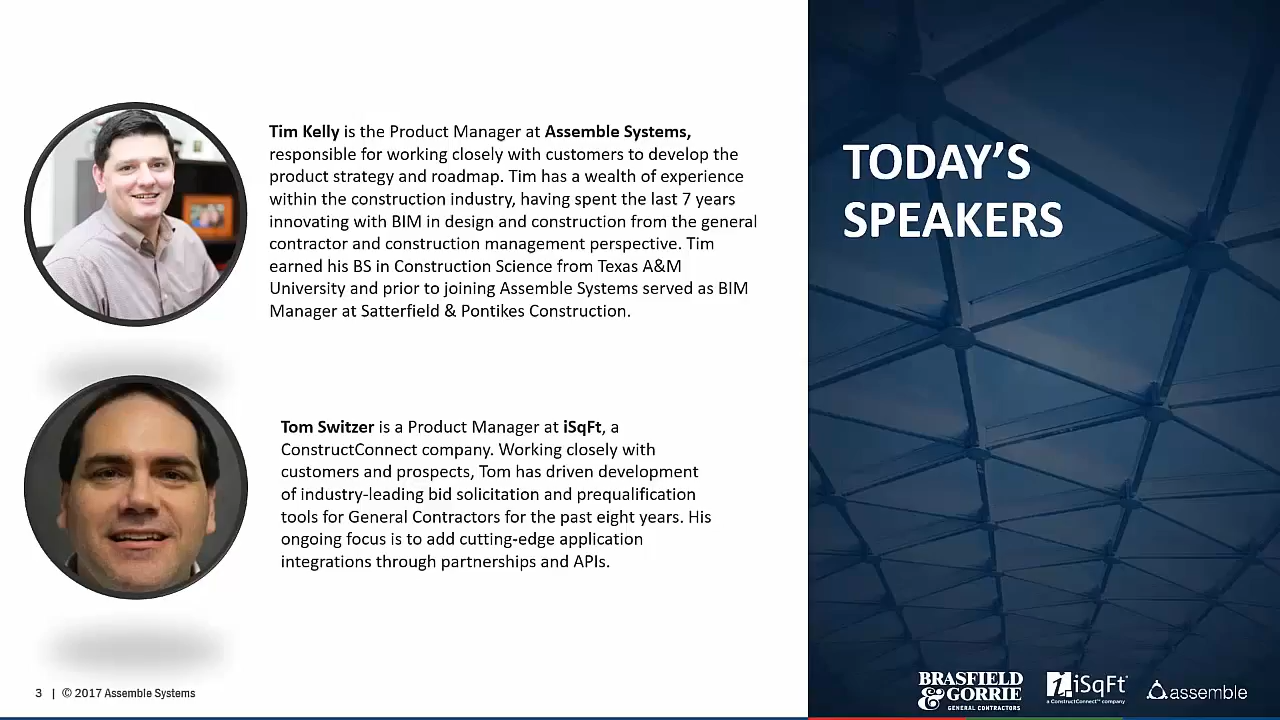 Tim Kelly is the Product Manager at Assemble Systems,
responsible for working closely with customers to develop the
product strategy and roadmap. Tim has a wealth of experience
within the construction industry, having spent the last 7 years
innovating with BIM in design and construction from the general
contractor and construction management perspective. Tim
earned his BS in Construction Science from Texas A&M
University and prior to joining Assemble Systems served as BIM
Manager at Satterfield & Pontikes Construction.
Tom Switzer is a Product Manager at iSqFt, a
ConstructConnect company. Working closely with
customers and prospects, Tom has driven development
of industry-leading bid solicitation and prequalification
tools for General Contractors for the past eight years. His
ongoing focus is to add cutting-edge application
integrations through partnerships and APIs.
3 | © 2017 Assemble Systems
TODAY'S
SPEAKERS
BRASFIELD
& GORRIE
GENERAL CONTRACTORS
iSqFt
a ConstructConnect™ company
assemble